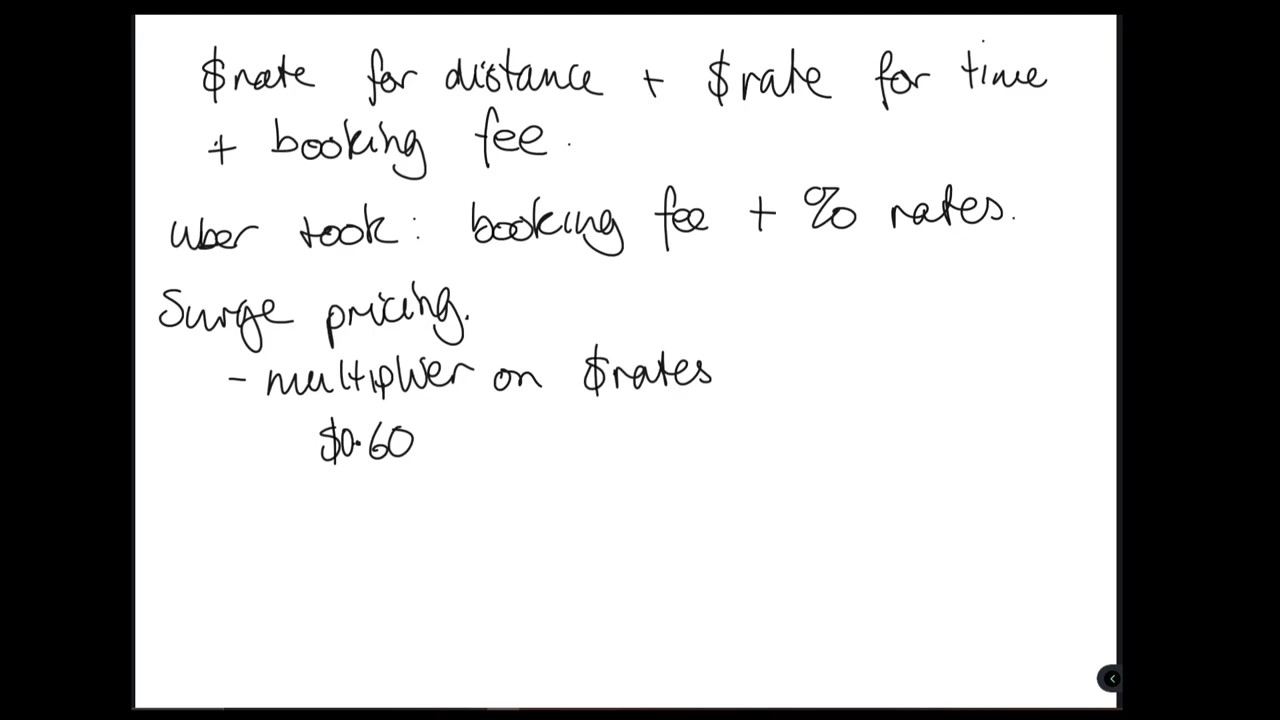 $rate for distance + $rate for time
+ booking fee.
uber took: booking fee + % rates.
Surge pricing.
- multiplier on $rates
$0.60